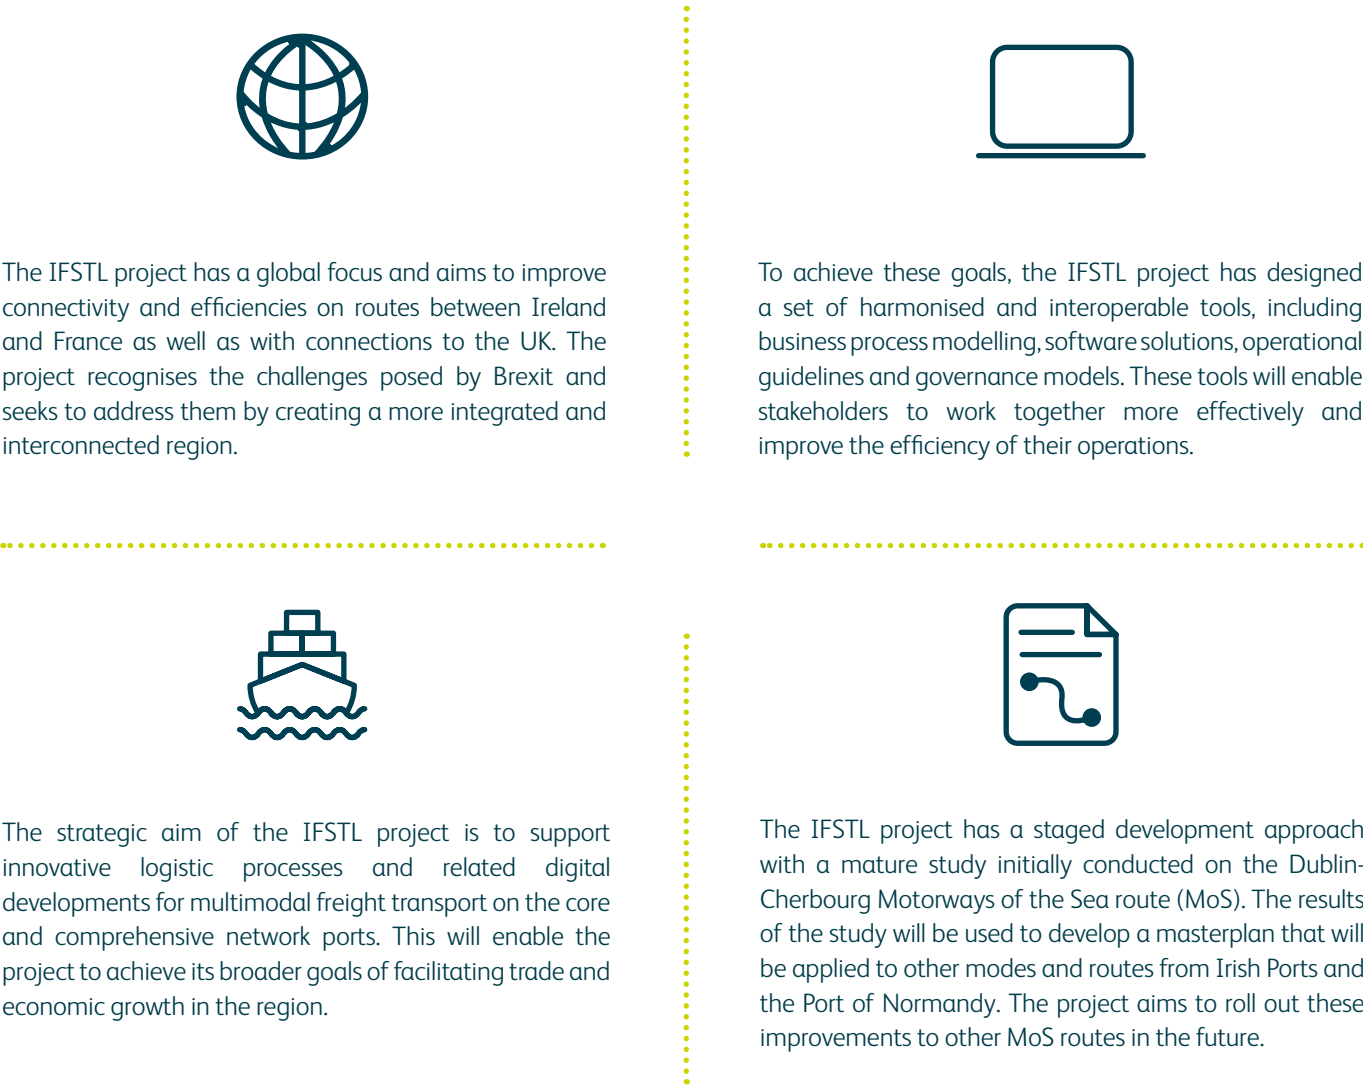 The IFSTL project has a global focus and aims to improve
connectivity and efficiencies on routes between Ireland
and France as well as with connections to the UK. The
project recognises the challenges posed by Brexit and
seeks to address them by creating a more integrated and
interconnected region.
To achieve these goals, the IFSTL project has designed
a set of harmonised and interoperable tools, including
business process modelling, software solutions, operational
guidelines and governance models. These tools will enable
stakeholders to work together more effectively and
improve the efficiency of their operations.
The strategic aim of the IFSTL project is to support
innovative logistic processes and related digital
developments for multimodal freight transport on the core
and comprehensive network ports. This will enable the
project to achieve its broader goals of facilitating trade and
economic growth in the region.
The IFSTL project has a staged development approach
with a mature study initially conducted on the Dublin-
Cherbourg Motorways of the Sea route (MoS). The results
of the study will be used to develop a masterplan that will
be applied to other modes and routes from Irish Ports and
the Port of Normandy. The project aims to roll out these
improvements to other MoS routes in the future.